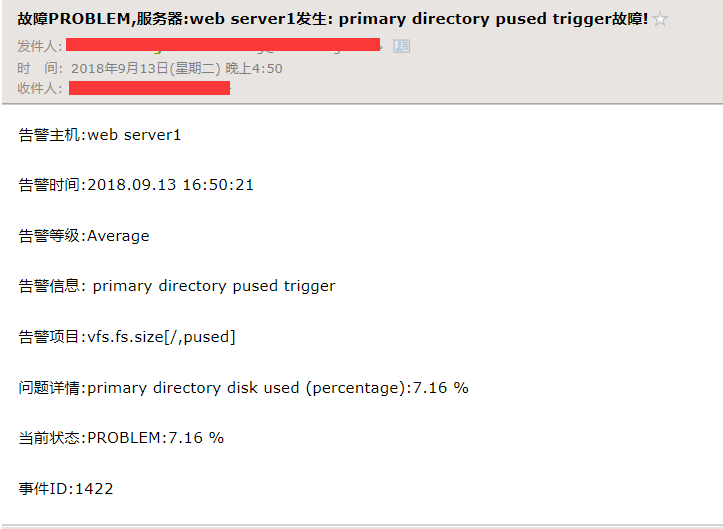 故障PROBLEM,服务器:web server1发生: primary directory pused trigger故障!
发件人:
时 间: 2018年9月13日(星期二) 晚上4:50
收件人:
告警主机:web server1
告警时间:2018.09.13 16:50:21
告警等级:Average
告警信息: primary directory pused trigger
告警项目:vfs.fs.size[/,pused]
问题详情:primary directory disk used (percentage):7.16 %
当前状态:PROBLEM:7.16 %
事件ID:1422